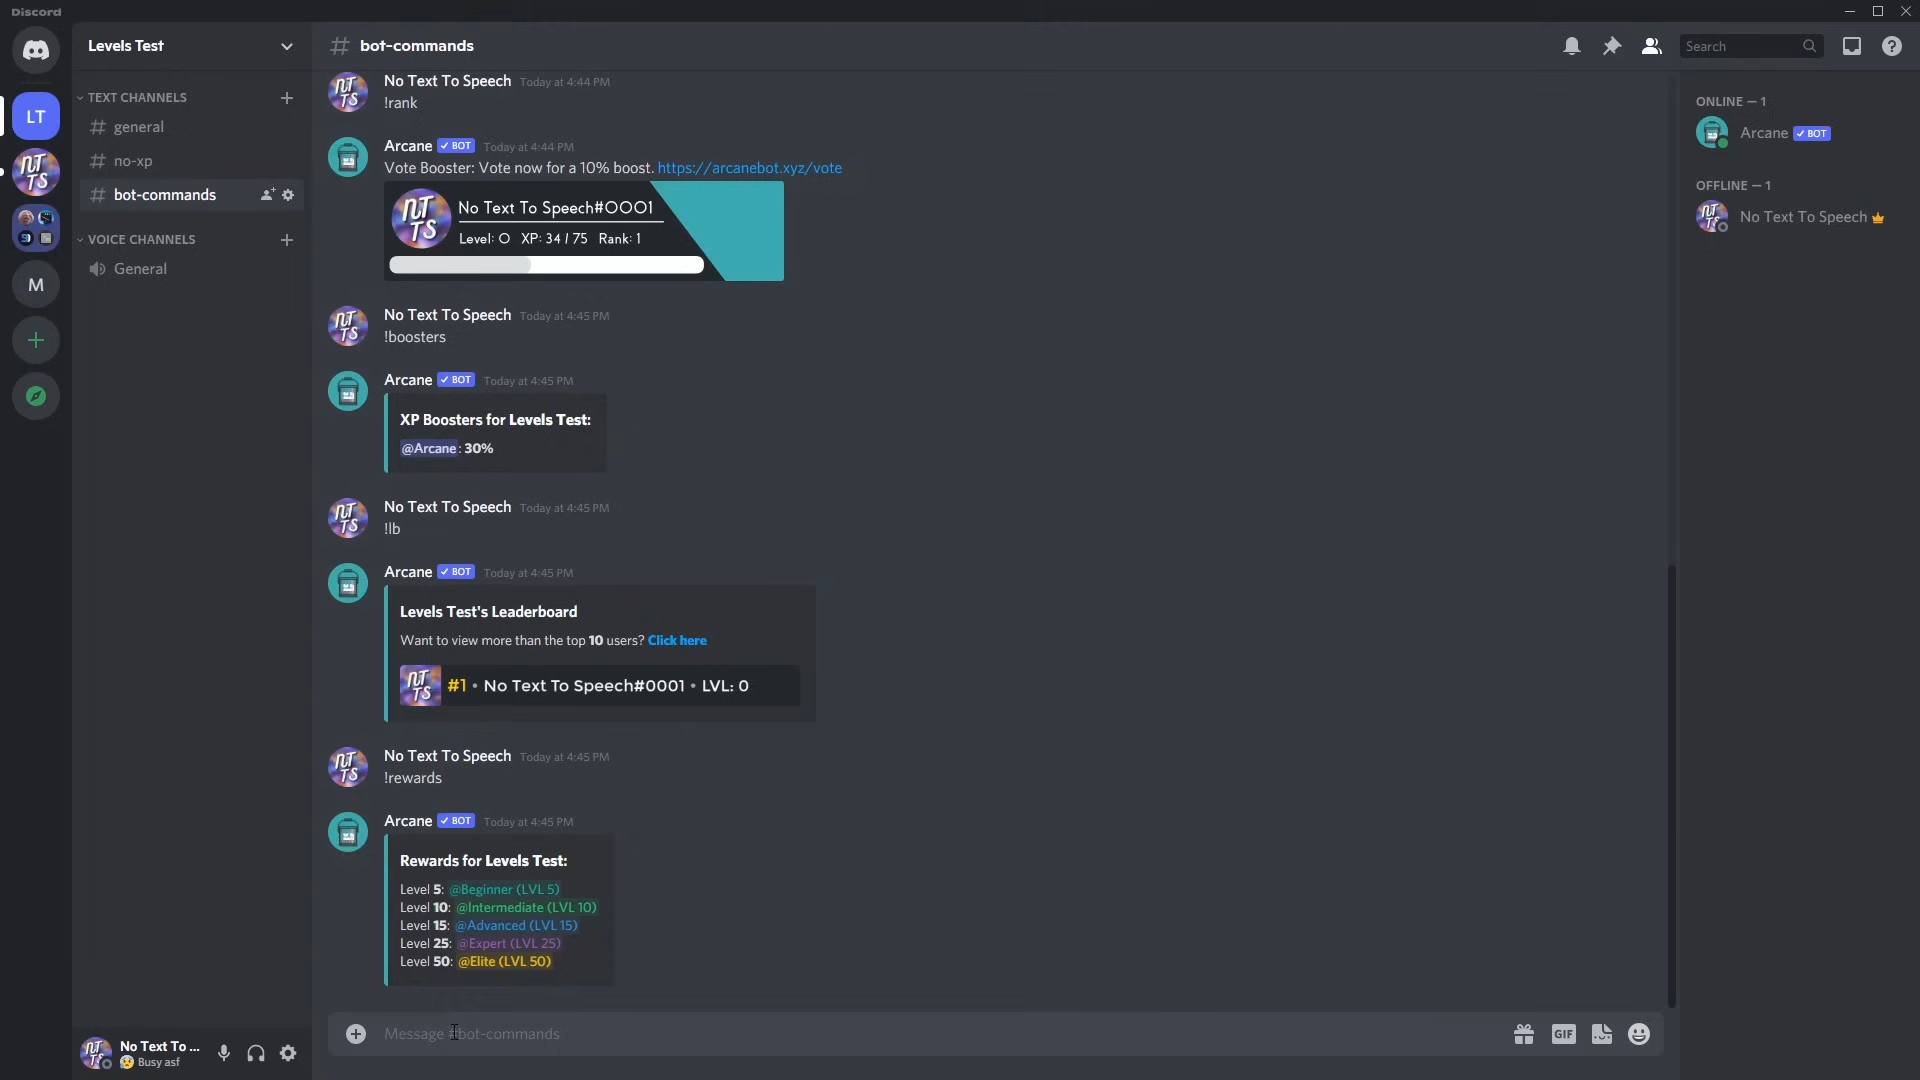 Discord
Levels Test
bot-commands
Search
TEXT CHANNELS
general
no-xp
bot-commands
VOICE CHANNELS
General
LT
M
No Text To Speech Today at 4:44 PM
!rank
Arcane BOT Today at 4:44 PM
Vote Booster: Vote now for a 10% boost. https://arcanebot.xyz/vote
No Text To Speech#0001
Level: 0 XP: 34 / 75 Rank: 1
No Text To Speech Today at 4:45 PM
!boosters
Arcane BOT Today at 4:45 PM
XP Boosters for Levels Test:
@Arcane: 30%
No Text To Speech Today at 4:45 PM
!lb
Arcane BOT Today at 4:45 PM
Levels Test's Leaderboard
Want to view more than the top 10 users? Click here
#1 • No Text To Speech#0001 • LVL: 0
No Text To Speech Today at 4:45 PM
!rewards
Arcane BOT Today at 4:45 PM
Rewards for Levels Test:
Level 5: @Beginner (LVL 5)
Level 10: @Intermediate (LVL 10)
Level 15: @Advanced (LVL 15)
Level 25: @Expert (LVL 25)
Level 50: @Elite (LVL 50)
Message #bot-commands
GIF
ONLINE — 1
Arcane BOT
OFFLINE — 1
No Text To Speech
No Text To ...
Busy asf